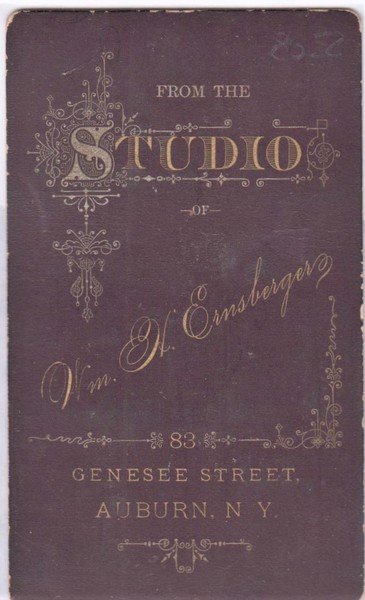 FROM THE
STUDIO
OF
Wm. H. Ernsberger
83
GENESEE STREET,
AUBURN, N Y.